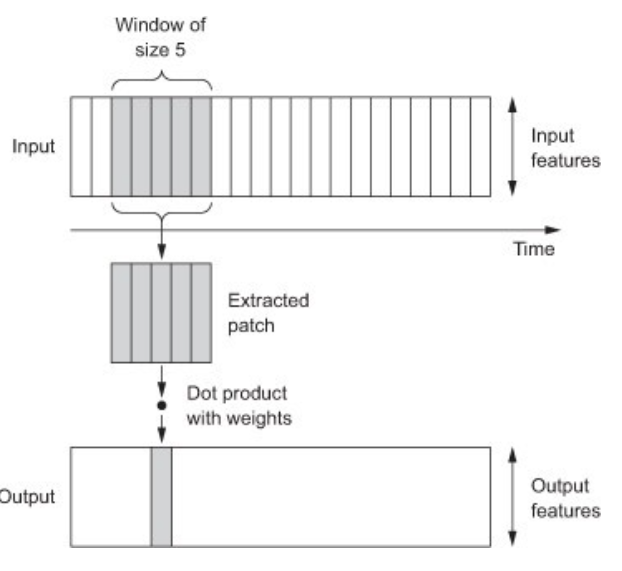 Window of
size 5
Input
Input
features
Time
Extracted
patch
Dot product
with weights
Output
Output
features